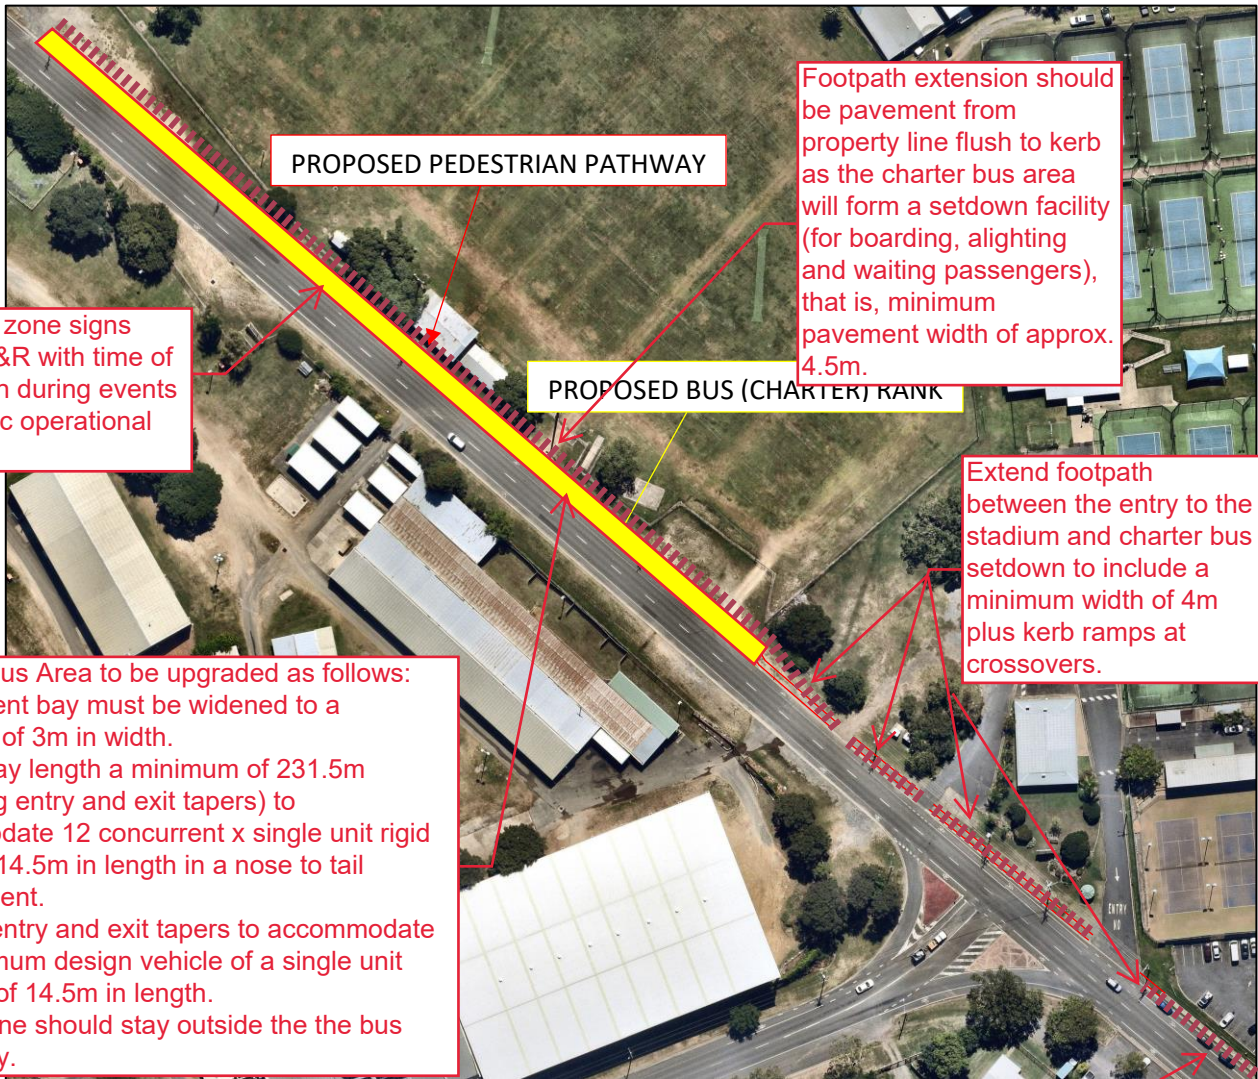 PROPOSED PEDESTRIAN PATHWAY
Footpath extension should
be pavement from
property line flush to kerb
as the charter bus area
will form a setdown facility
(for boarding, alighting
and waiting passengers),
that is, minimum
pavement width of approx.
4.5m.
zone signs
&R with time of
during events
operational
PROPOSED BUS (CHARTER) RANK
Extend footpath
between the entry to the
stadium and charter bus
setdown to include a
minimum width of 4m
plus kerb ramps at
crossovers.
us Area to be upgraded as follows:
ent bay must be widened to a
of 3m in width.
ay length a minimum of 231.5m
g entry and exit tapers) to
date 12 concurrent x single unit rigid
14.5m in length in a nose to tail
ent.
entry and exit tapers to accommodate
mum design vehicle of a single unit
of 14.5m in length.
ne should stay outside the the bus
y.
ENTRY
NO